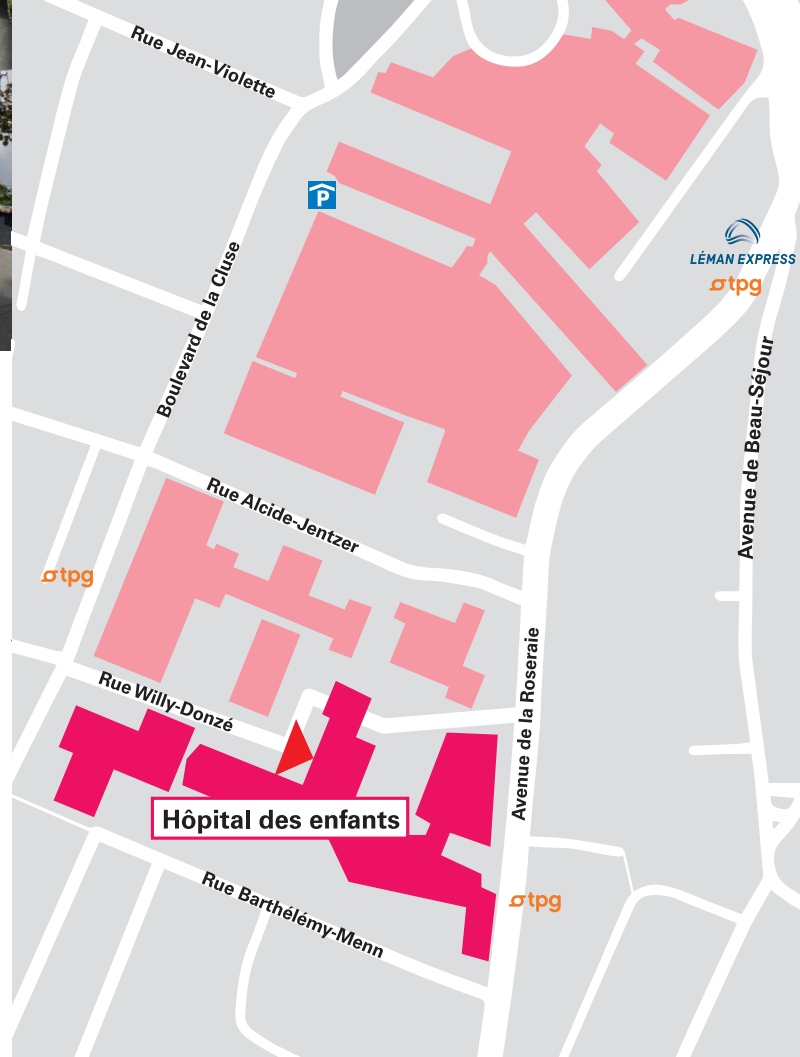 Rue Jean-Violette
P
Boulevard de la Cluse
LÉMAN EXPRESS
tpg
Avenue de Beau-Séjour
Rue Alcide-Jentzer
tpg
Rue Willy-Donzé
Avenue de la Roseraie
Hôpital des enfants
Rue Barthélémy-Menn
tpg